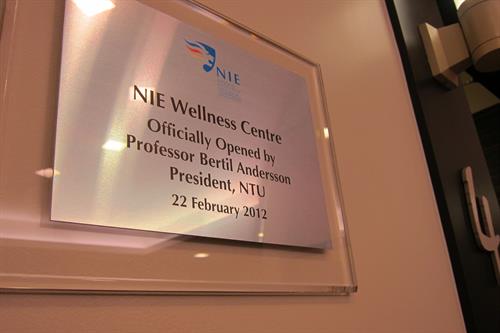 NIE
NIE Wellness Centre
Officially Opened by
Professor Bertil Andersson
President, NTU
22 February 2012